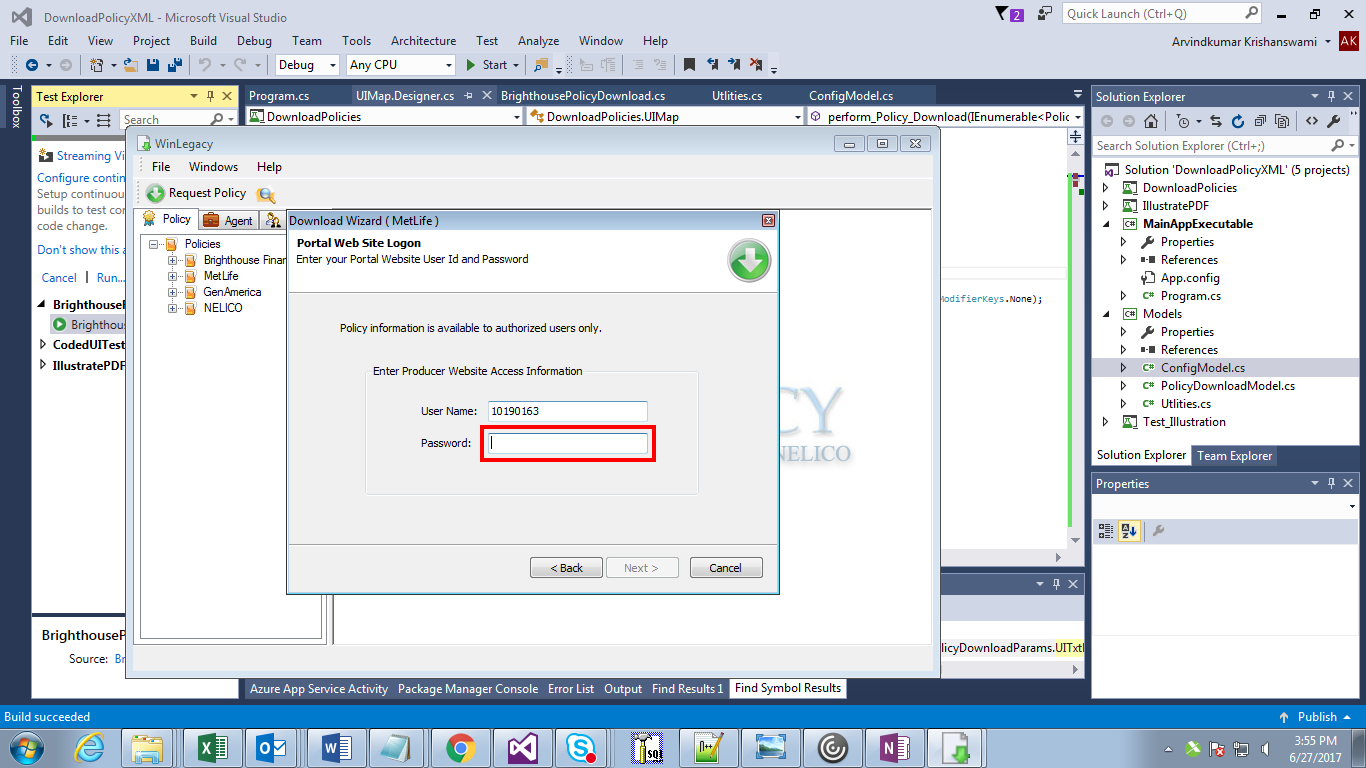 DownloadPolicyXML - Microsoft Visual Studio
2
Quick Launch (Ctrl+Q)
File Edit View Project Build Debug Team Tools Architecture Test Analyze Window Help
Arvindkumar Krishanswami AK
Debug Any CPU Start
Toolbox
Test Explorer
Search
Streaming Vi
Configure contin
Setup continuou
builds to test cor
code change.
Don't show this a
Cancel Run...
BrighthouseP
Brighthous
CodedUITest
IllustratePDF
BrighthouseP
Source: Br
Program.cs UIMap.Designer.cs BrighthousePolicyDownload.cs Utlities.cs ConfigModel.cs
DownloadPolicies DownloadPolicies.UIMap perform_Policy_Download(IEnumerable<Polic
WinLegacy
File Windows Help
Request Policy
Policy Agent
Policies
Brighthouse Finan
MetLife
GenAmerica
NELICO
Download Wizard ( MetLife )
Portal Web Site Logon
Enter your Portal Website User Id and Password
Policy information is available to authorized users only.
Enter Producer Website Access Information
User Name: 10190163
Password:
< Back Next > Cancel
CY
NELICO
ModifierKeys.None);
licyDownloadParams.UITxtl
Azure App Service Activity Package Manager Console Error List Output Find Results 1 Find Symbol Results
Solution Explorer
Search Solution Explorer (Ctrl+;)
Solution 'DownloadPolicyXML' (5 projects)
DownloadPolicies
IllustratePDF
MainAppExecutable
Properties
References
App.config
Program.cs
Models
Properties
References
ConfigModel.cs
PolicyDownloadModel.cs
Utlities.cs
Test_Illustration
Solution Explorer Team Explorer
Properties
Build succeeded
Publish
3:55 PM
6/27/2017